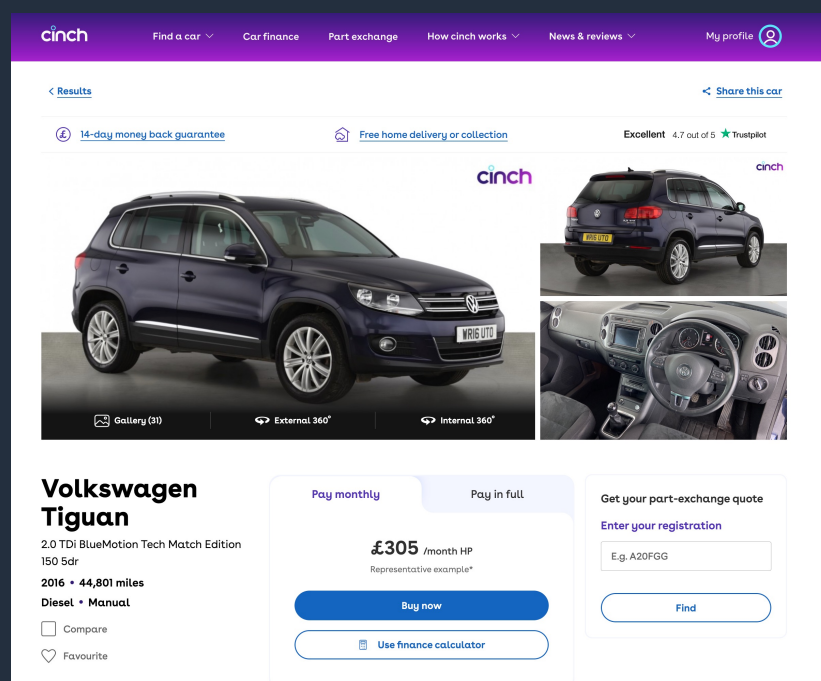 cinch
Find a car
Car finance
Part exchange
How cinch works
News & reviews
My profile
Results
Share this car
£
14-day money back guarantee
Free home delivery or collection
Excellent 4.7 out of 5 Trustpilot
cinch
cinch
WR16 UTO
WR16 UTO
Gallery (31)
External 360°
Internal 360°
Volkswagen
Tiguan
2.0 TDi BlueMotion Tech Match Edition
150 5dr
2016 • 44,801 miles
Diesel • Manual
Compare
Favourite
Pay monthly
Pay in full
£305 /month HP
Representative example*
Buy now
Use finance calculator
Get your part-exchange quote
Enter your registration
E.g. A20FGG
Find